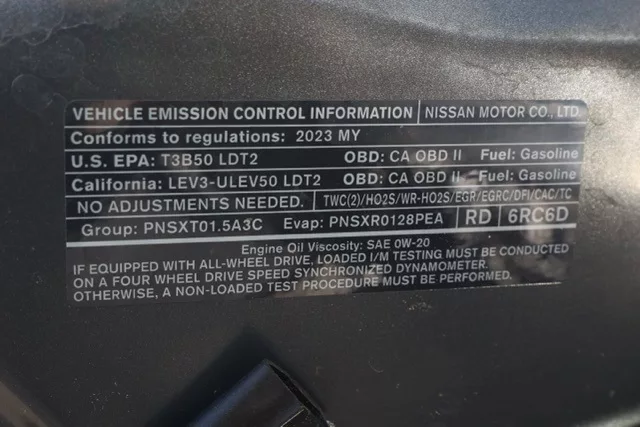 VEHICLE EMISSION CONTROL INFORMATION NISSAN MOTOR CO., LTD
Conforms to regulations: 2023 MY
U.S. EPA: T3B50 LDT2 OBD: CA OBD II Fuel: Gasoline
California: LEV3-ULEV50 LDT2 OBD: CA OBD II Fuel: Gasoline
NO ADJUSTMENTS NEEDED. TWC(2)/HO2S/WR-HO2S/EGR/EGRC/DFI/CAC/TC
Group: PNSXT01.5A3C Evap: PNSXR0128PEA RD 6RC6D
Engine Oil Viscosity: SAE 0W-20
IF EQUIPPED WITH ALL-WHEEL DRIVE, LOADED I/M TESTING MUST BE PERFORMED
ON A FOUR WHEEL DRIVE SPEED SYNCHRONIZED DYNAMOMETER.
OTHERWISE, A NON-LOADED TEST PROCEDURE MUST BE PERFORMED.